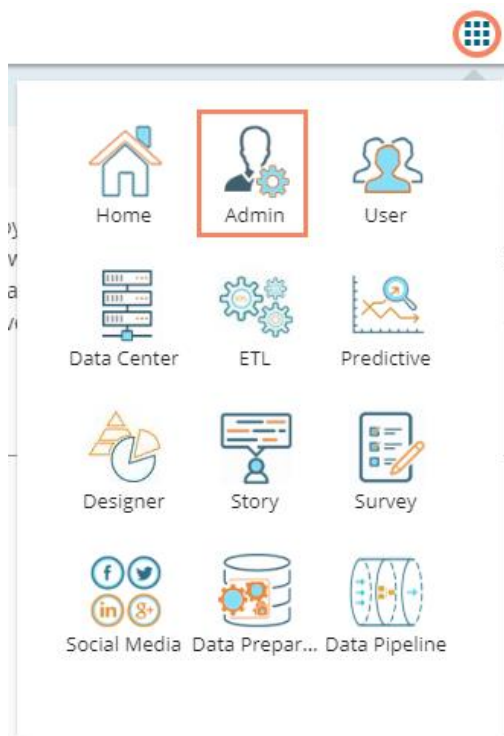 Home Admin User
Data Center ETL Predictive
Designer Story Survey
Social Media Data Prepar... Data Pipeline